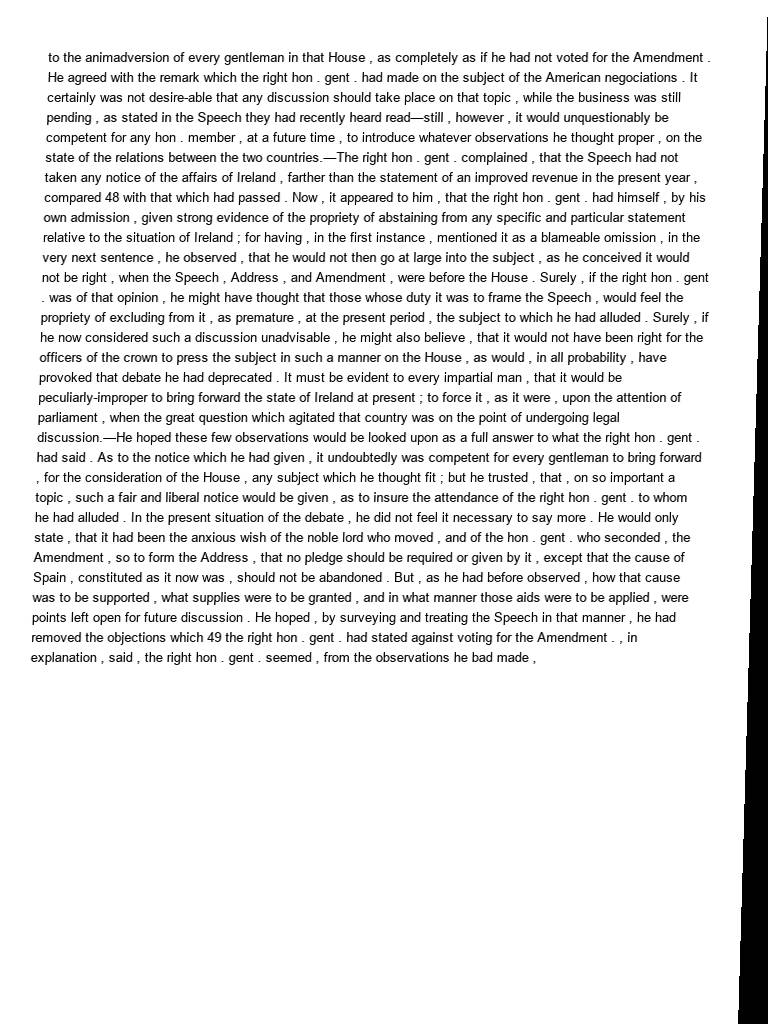 to the animadversion of every gentleman in that House , as completely as if he had not voted for the Amendment .
He agreed with the remark which the right hon . gent . had made on the subject of the American negociations . It
certainly was not desire-able that any discussion should take place on that topic , while the business was still
pending , as stated in the Speech they had recently heard read—still , however , it would unquestionably be
competent for any hon . member , at a future time , to introduce whatever observations he thought proper , on the
state of the relations between the two countries.—The right hon . gent . complained , that the Speech had not
taken any notice of the affairs of Ireland , farther than the statement of an improved revenue in the present year ,
compared 48 with that which had passed . Now , it appeared to him , that the right hon . gent . had himself , by his
own admission , given strong evidence of the propriety of abstaining from any specific and particular statement
relative to the situation of Ireland ; for having , in the first instance , mentioned it as a blameable omission , in the
very next sentence , he observed , that he would not then go at large into the subject , as he conceived it would
not be right , when the Speech , Address , and Amendment , were before the House . Surely , if the right hon . gent
. was of that opinion , he might have thought that those whose duty it was to frame the Speech , would feel the
propriety of excluding from it , as premature , at the present period , the subject to which he had alluded . Surely , if
he now considered such a discussion unadvisable , he might also believe , that it would not have been right for the
officers of the crown to press the subject in such a manner on the House , as would , in all probability , have
provoked that debate he had deprecated . It must be evident to every impartial man , that it would be
peculiarly-improper to bring forward the state of Ireland at present ; to force it , as it were , upon the attention of
parliament , when the great question which agitated that country was on the point of undergoing legal
discussion.—He hoped these few observations would be looked upon as a full answer to what the right hon . gent .
had said . As to the notice which he had given , it undoubtedly was competent for every gentleman to bring forward
, for the consideration of the House , any subject which he thought fit ; but he trusted , that , on so important a
topic , such a fair and liberal notice would be given , as to insure the attendance of the right hon . gent . to whom
he had alluded . In the present situation of the debate , he did not feel it necessary to say more . He would only
state , that it had been the anxious wish of the noble lord who moved , and of the hon . gent . who seconded , the
Amendment , so to form the Address , that no pledge should be required or given by it , except that the cause of
Spain , constituted as it now was , should not be abandoned . But , as he had before observed , how that cause
was to be supported , what supplies were to be granted , and in what manner those aids were to be applied , were
points left open for future discussion . He hoped , by surveying and treating the Speech in that manner , he had
removed the objections which 49 the right hon . gent . had stated against voting for the Amendment . , in
explanation , said , the right hon . gent . seemed , from the observations he bad made ,